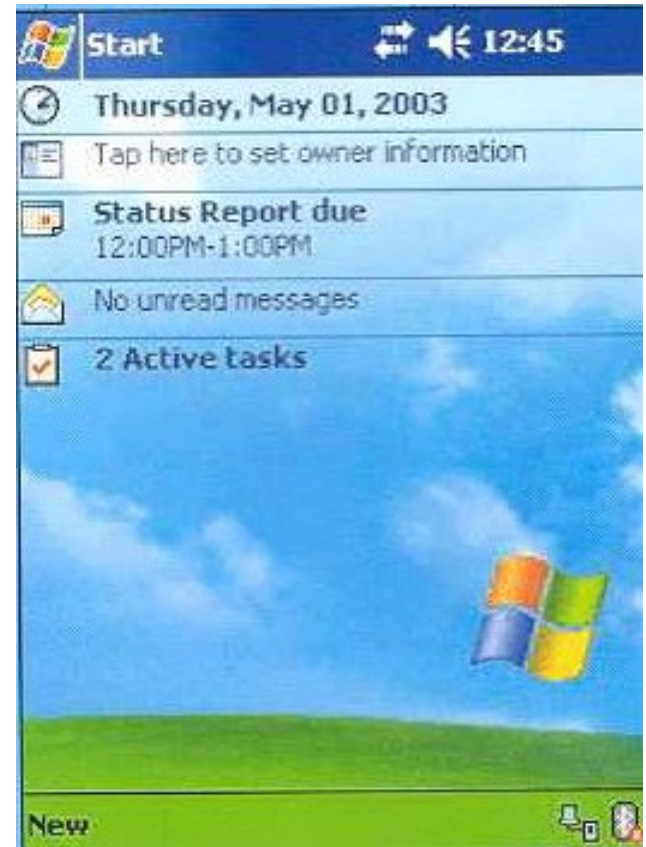 Start 12:45
Thursday, May 01, 2003
Tap here to set owner information
Status Report due
12:00PM-1:00PM
No unread messages
2 Active tasks
New